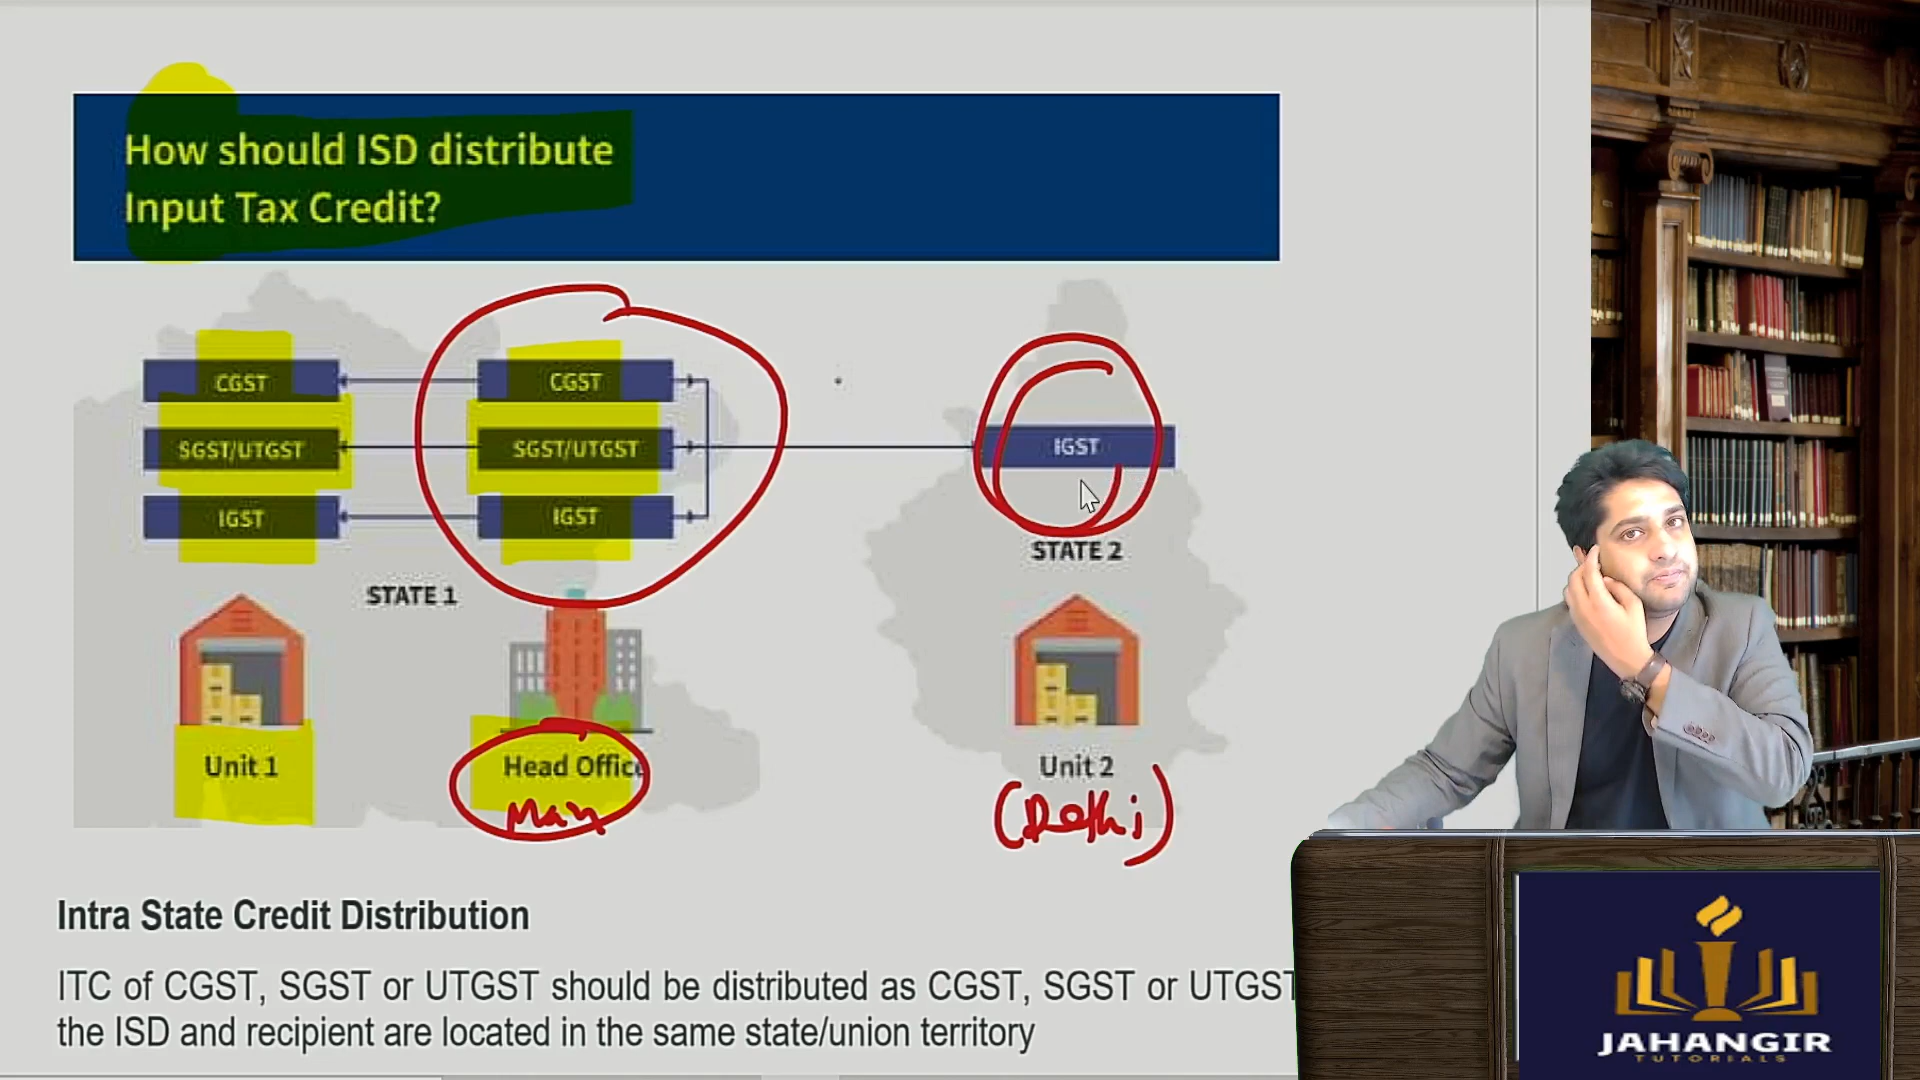 How should ISD distribute
Input Tax Credit?
CGST
CGST
SGST/UTGST
SGST/UTGST
IGST
IGST
IGST
STATE 1
STATE 2
Unit 1
Head Office
Unit 2
(Delhi)
Intra State Credit Distribution
ITC of CGST, SGST or UTGST should be distributed as CGST, SGST or UTGST
the ISD and recipient are located in the same state/union territory
JAHANGIR
TUTORIALS